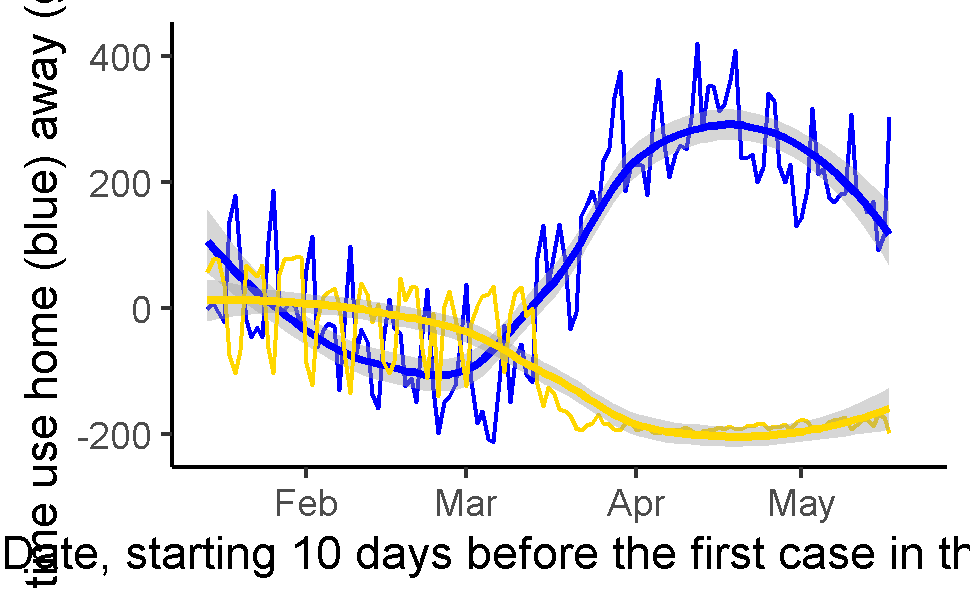 time use home (blue) away (
400
200
0
-200
Feb Mar Apr May
Date, starting 10 days before the first case in th